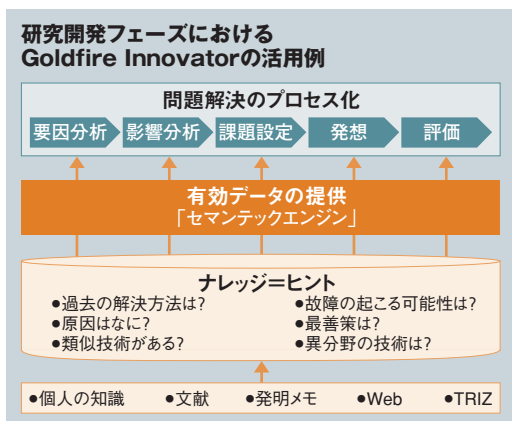 研究開発フェーズにおける
Goldfire Innovatorの活用例
問題解決のプロセス化
要因分析 影響分析 課題設定 発想 評価
有効データの提供
「セマンテックエンジン」
ナレッジ＝ヒント
●過去の解決方法は?
●原因はなに?
●類似技術がある?
●故障の起こる可能性は?
●最善策は?
●異分野の技術は?
●個人の知識 ●文献 ●発明メモ ●Web ●TRIZ